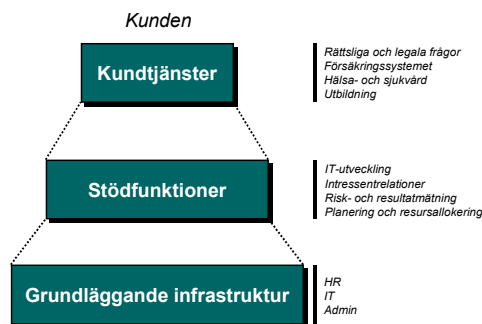 Kunden
Kundtjänster
Rättsliga och legala frågor
Försäkringssystemet
Hälsa- och sjukvård
Utbildning
Stödfunktioner
IT-utveckling
Intressentrelationer
Risk- och resultatmätning
Planering och resursallokering
Grundläggande infrastruktur
HR
IT
Admin